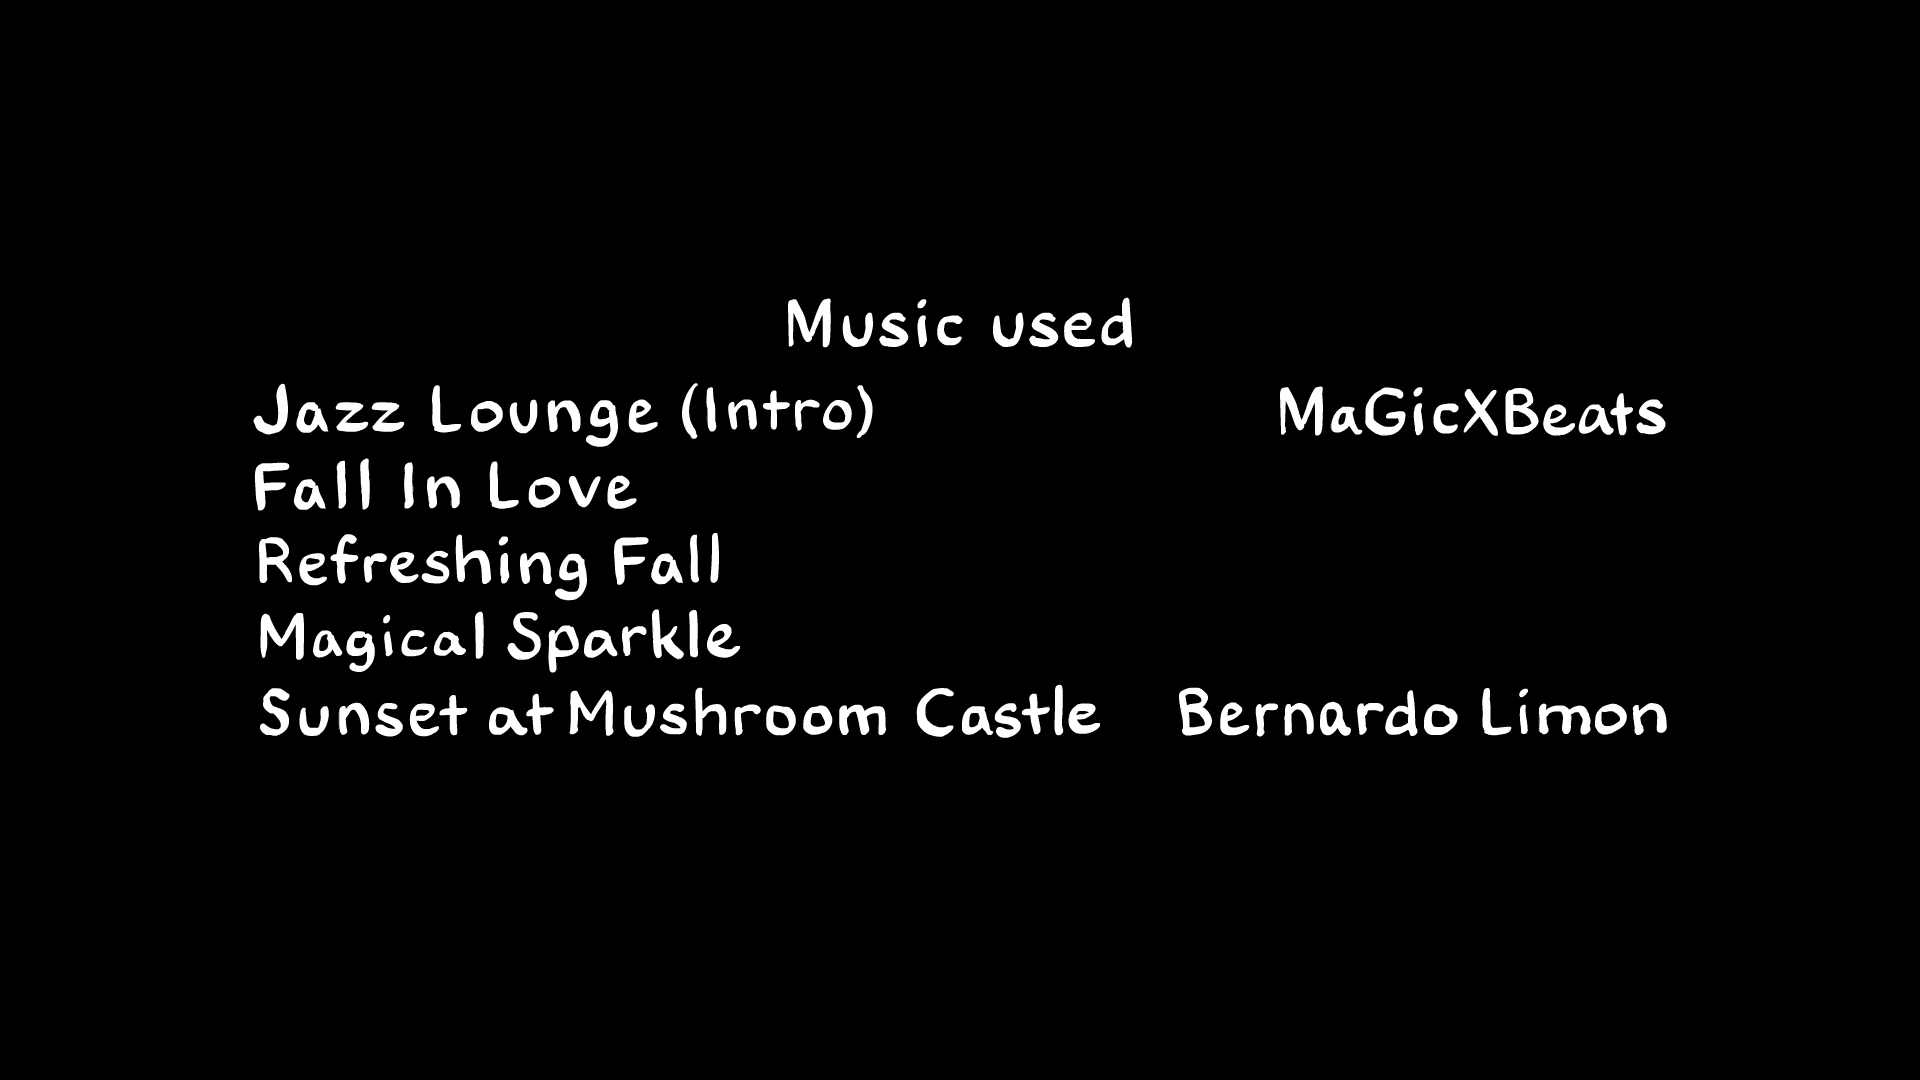 Music used
Jazz Lounge (Intro) MaGicXBeats
Fall In Love
Refreshing Fall
Magical Sparkle
Sunset at Mushroom Castle Bernardo Limon